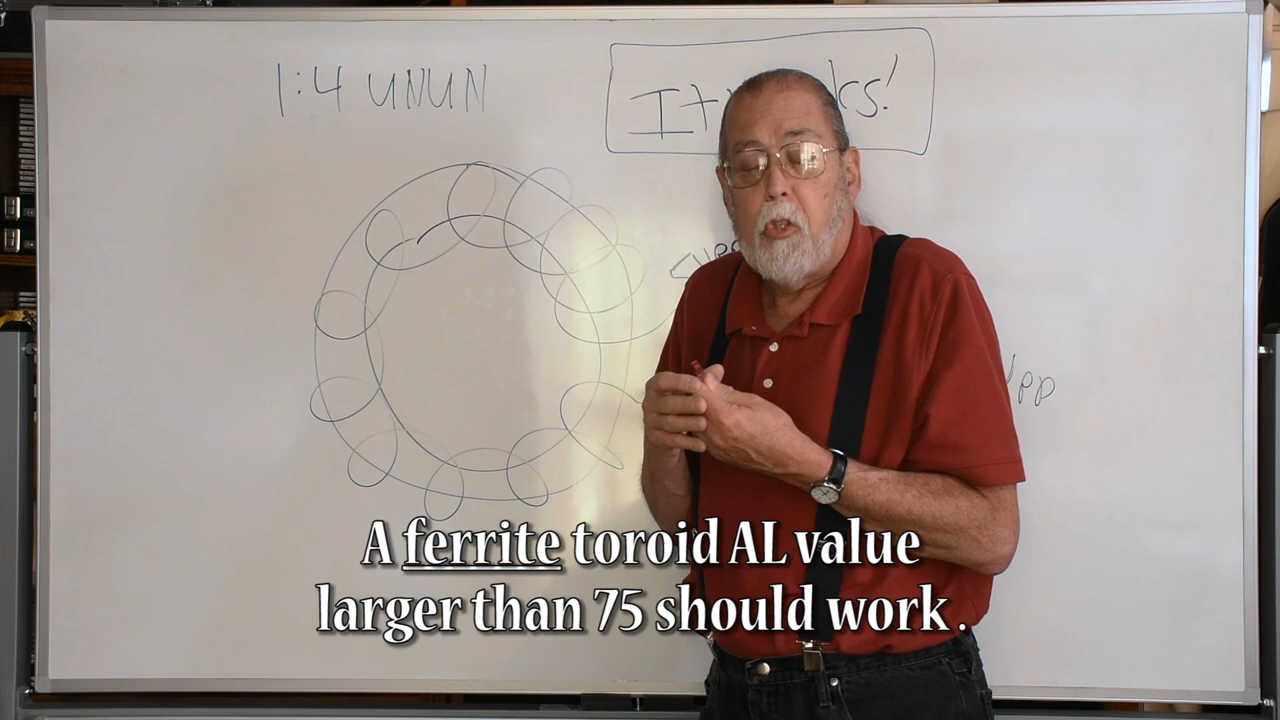 1:4 UNUN
A ferrite toroid AL value
larger than 75 should work.